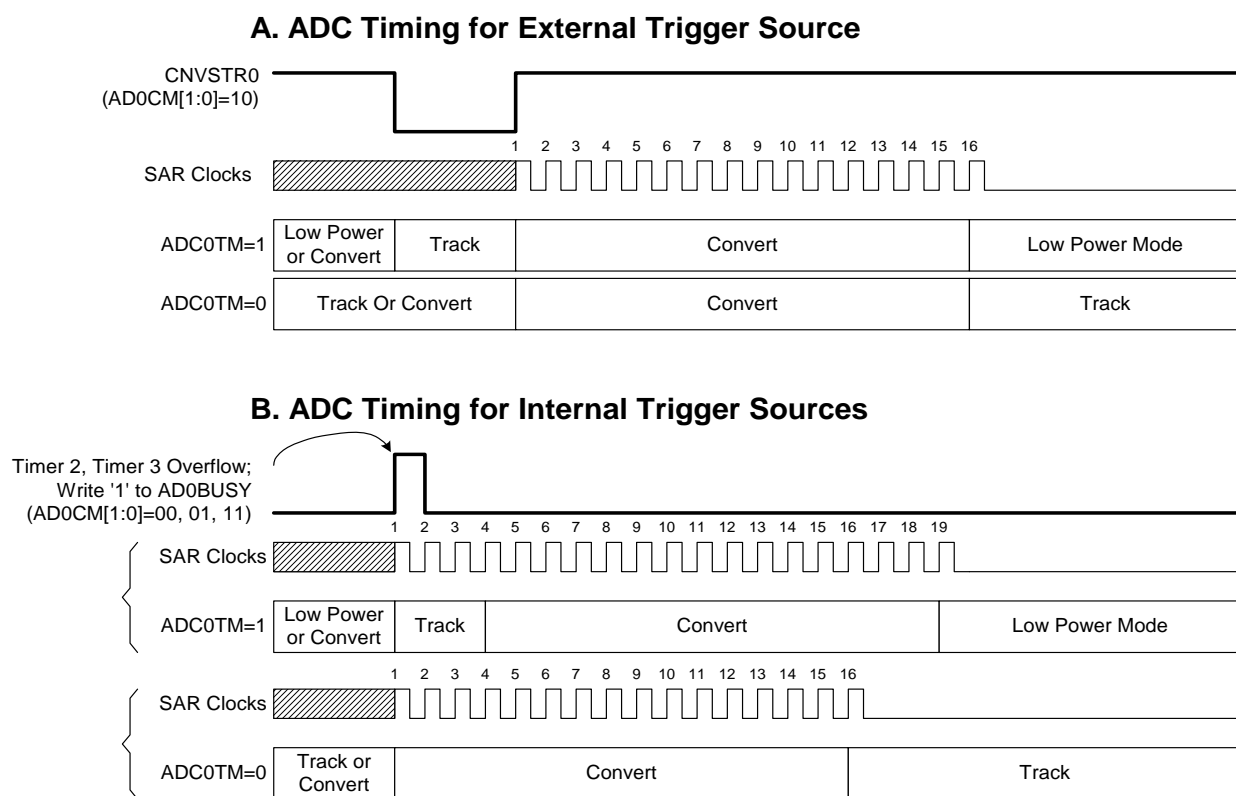 A. ADC Timing for External Trigger Source
CNVSTR0
(AD0CM[1:0]=10)
1 2 3 4 5 6 7 8 9 10 11 12 13 14 15 16
SAR Clocks
ADC0TM=1
Low Power
or Convert
Track
Convert
Low Power Mode
ADC0TM=0
Track Or Convert
Convert
Track
B. ADC Timing for Internal Trigger Sources
Timer 2, Timer 3 Overflow;
Write '1' to AD0BUSY
(AD0CM[1:0]=00, 01, 11)
1 2 3 4 5 6 7 8 9 10 11 12 13 14 15 16 17 18 19
SAR Clocks
ADC0TM=1
Low Power
or Convert
Track
Convert
Low Power Mode
1 2 3 4 5 6 7 8 9 10 11 12 13 14 15 16
SAR Clocks
ADC0TM=0
Track or
Convert
Convert
Track